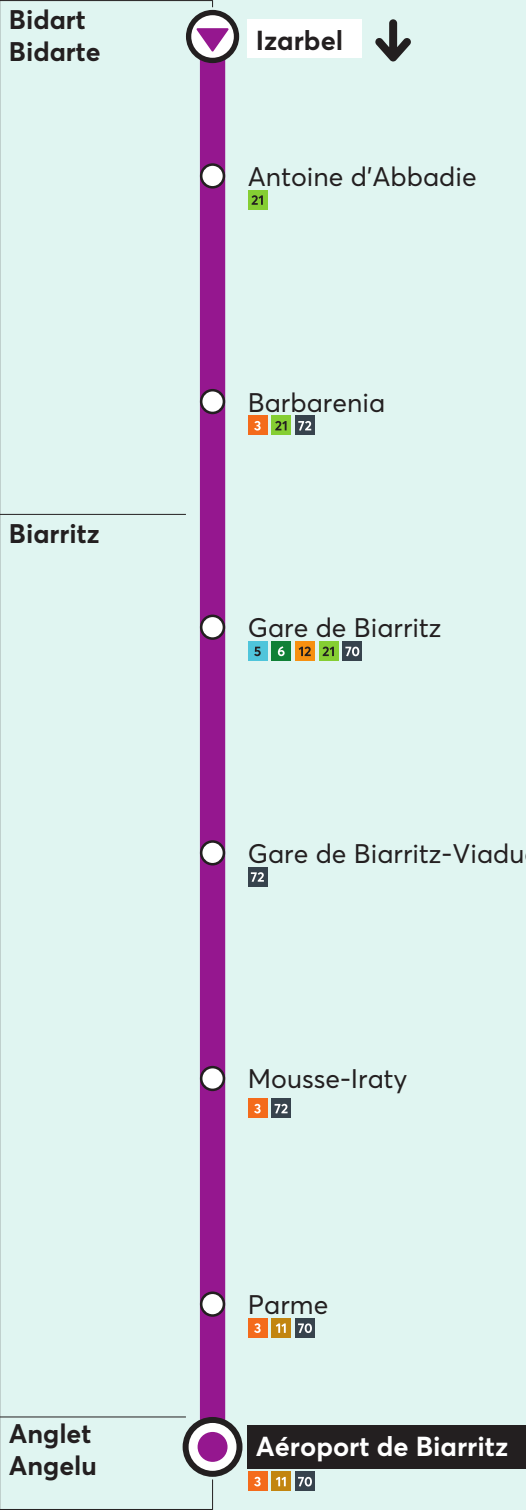 Bidart
Bidarte
Izarbel
Antoine d'Abbadie
21
Barbarenia
3 21 72
Biarritz
Gare de Biarritz
5 6 12 21 70
Gare de Biarritz-Viadu
72
Mousse-Iraty
3 72
Parme
3 11 70
Anglet
Angelu
Aéroport de Biarritz
3 11 70